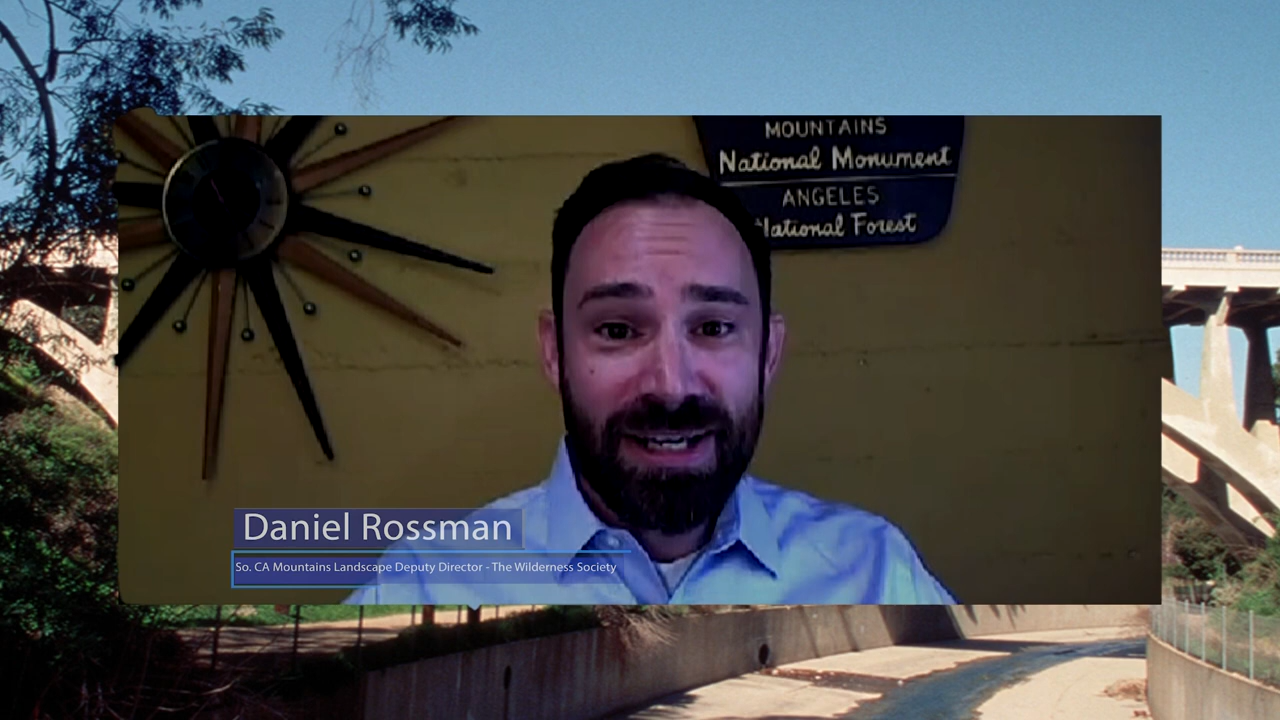 MOUNTAINS
National Monument
ANGELES
National Forest
Daniel Rossman
So. CA Mountains Landscape Deputy Director - The Wilderness Society